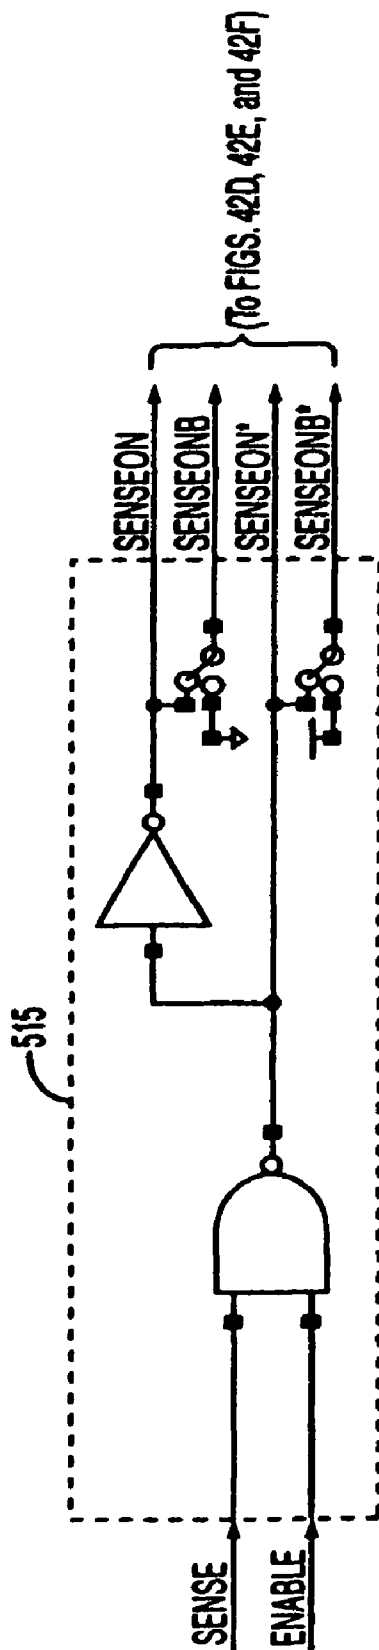 515
SENSE
ENABLE
SENSEON
SENSEONB
SENSEON*
SENSEONB*
(To FIGS. 42D, 42E, and 42F)